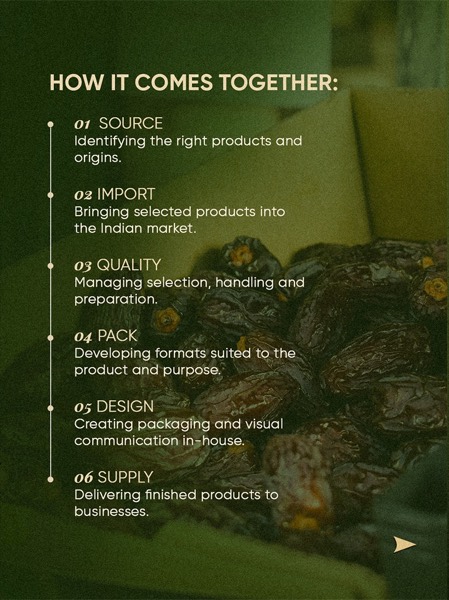 HOW IT COMES TOGETHER:
01 SOURCE
Identifying the right products and
origins.
02 IMPORT
Bringing selected products into
the Indian market.
03 QUALITY
Managing selection, handling and
preparation.
04 PACK
Developing formats suited to the
product and purpose.
05 DESIGN
Creating packaging and visual
communication in-house.
06 SUPPLY
Delivering finished products to
businesses.